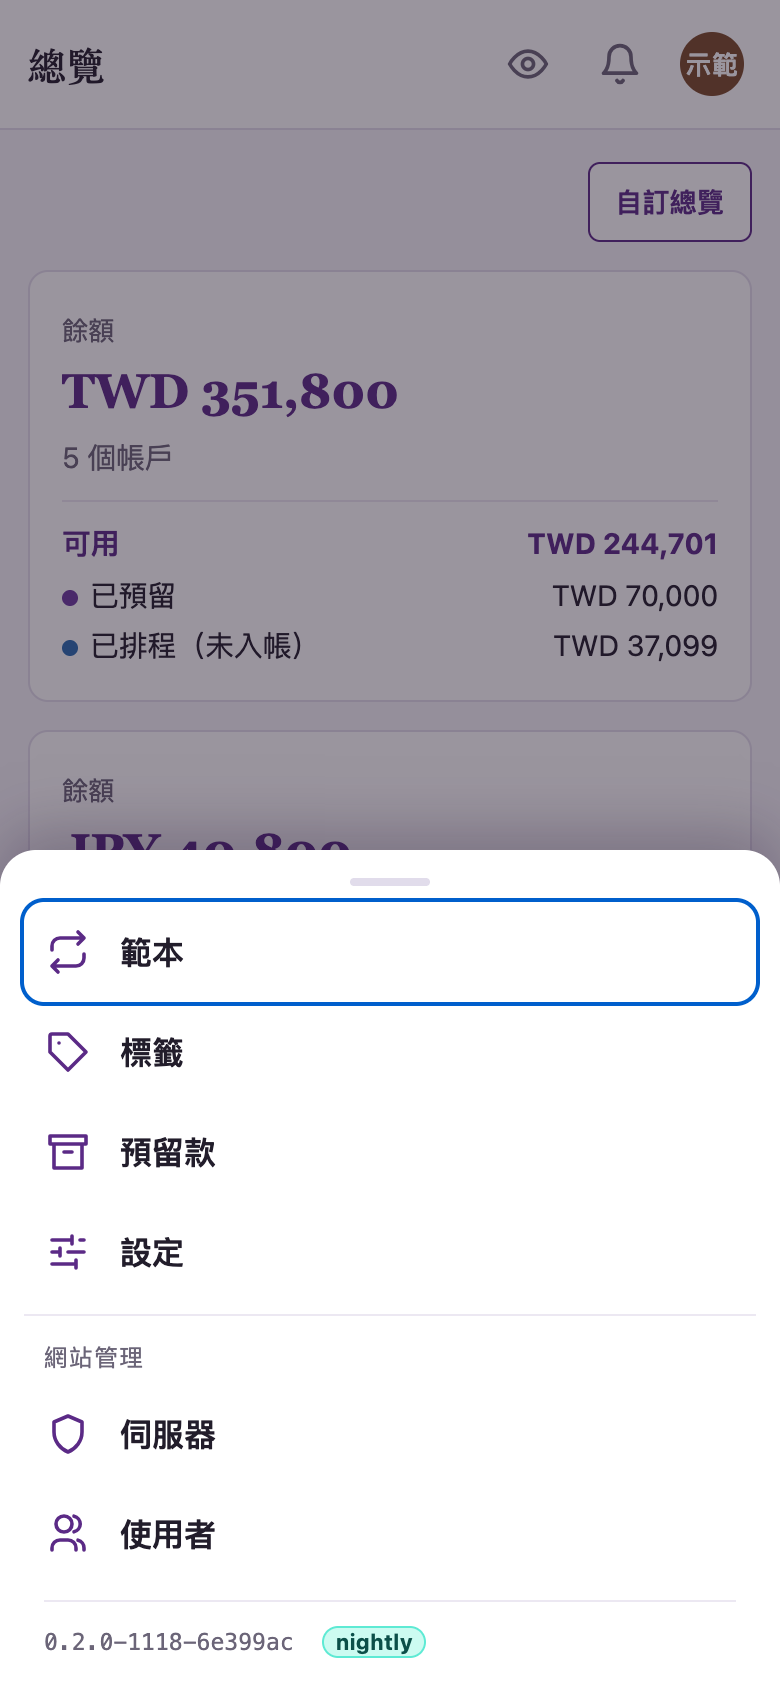 總覽
示範
自訂總覽
餘額
TWD 351,800
5 個帳戶
可用 TWD 244,701
已預留 TWD 70,000
已排程（未入帳） TWD 37,099
餘額
JPY 49,800
範本
標籤
預留款
設定
網站管理
伺服器
使用者
0.2.0-1118-6e399ac nightly